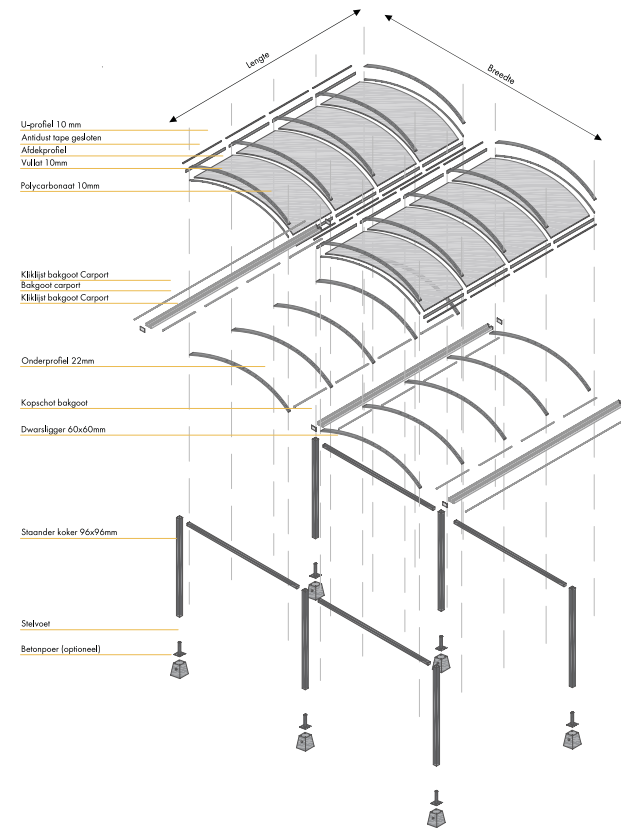 Lengte
Breedte
U-profiel 10 mm
Antidust tape gesloten
Afdekprofiel
Vullat 10mm
Polycarbonaat 10mm
Kliklijst bakgoot Carport
Bakgoot carport
Kliklijst bakgoot Carport
Onderprofiel 22mm
Kopschot bakgoot
Dwarsligger 60x60mm
Staander koker 96x96mm
Stelvoet
Betonpoer (optioneel)